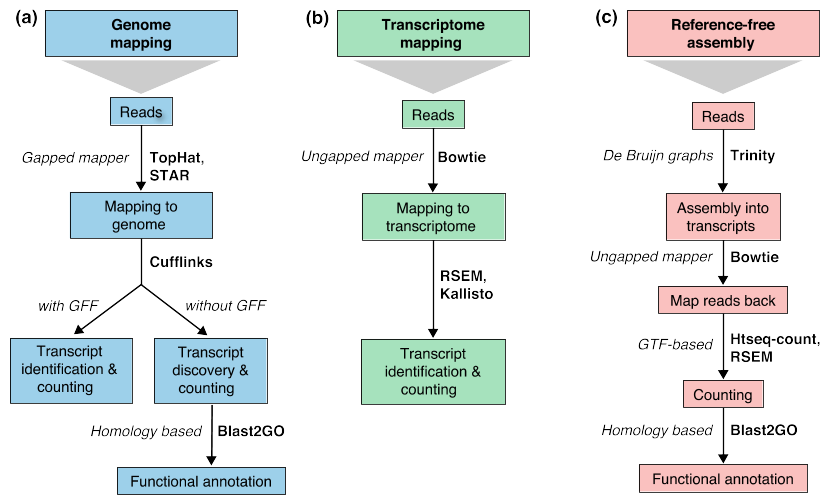 (a)
Genome
mapping
Reads
Gapped mapper
TopHat,
STAR
Mapping to
genome
Cufflinks
with GFF
without GFF
Transcript
identification &
counting
Transcript
discovery &
counting
Homology based
Blast2GO
Functional annotation
(b)
Transcriptome
mapping
Reads
Ungapped mapper
Bowtie
Mapping to
transcriptome
RSEM,
Kallisto
Transcript
identification &
counting
(c)
Reference-free
assembly
Reads
De Bruijn graphs
Trinity
Assembly into
transcripts
Ungapped mapper
Bowtie
Map reads back
GTF-based
Htseq-count,
RSEM
Counting
Homology based
Blast2GO
Functional annotation